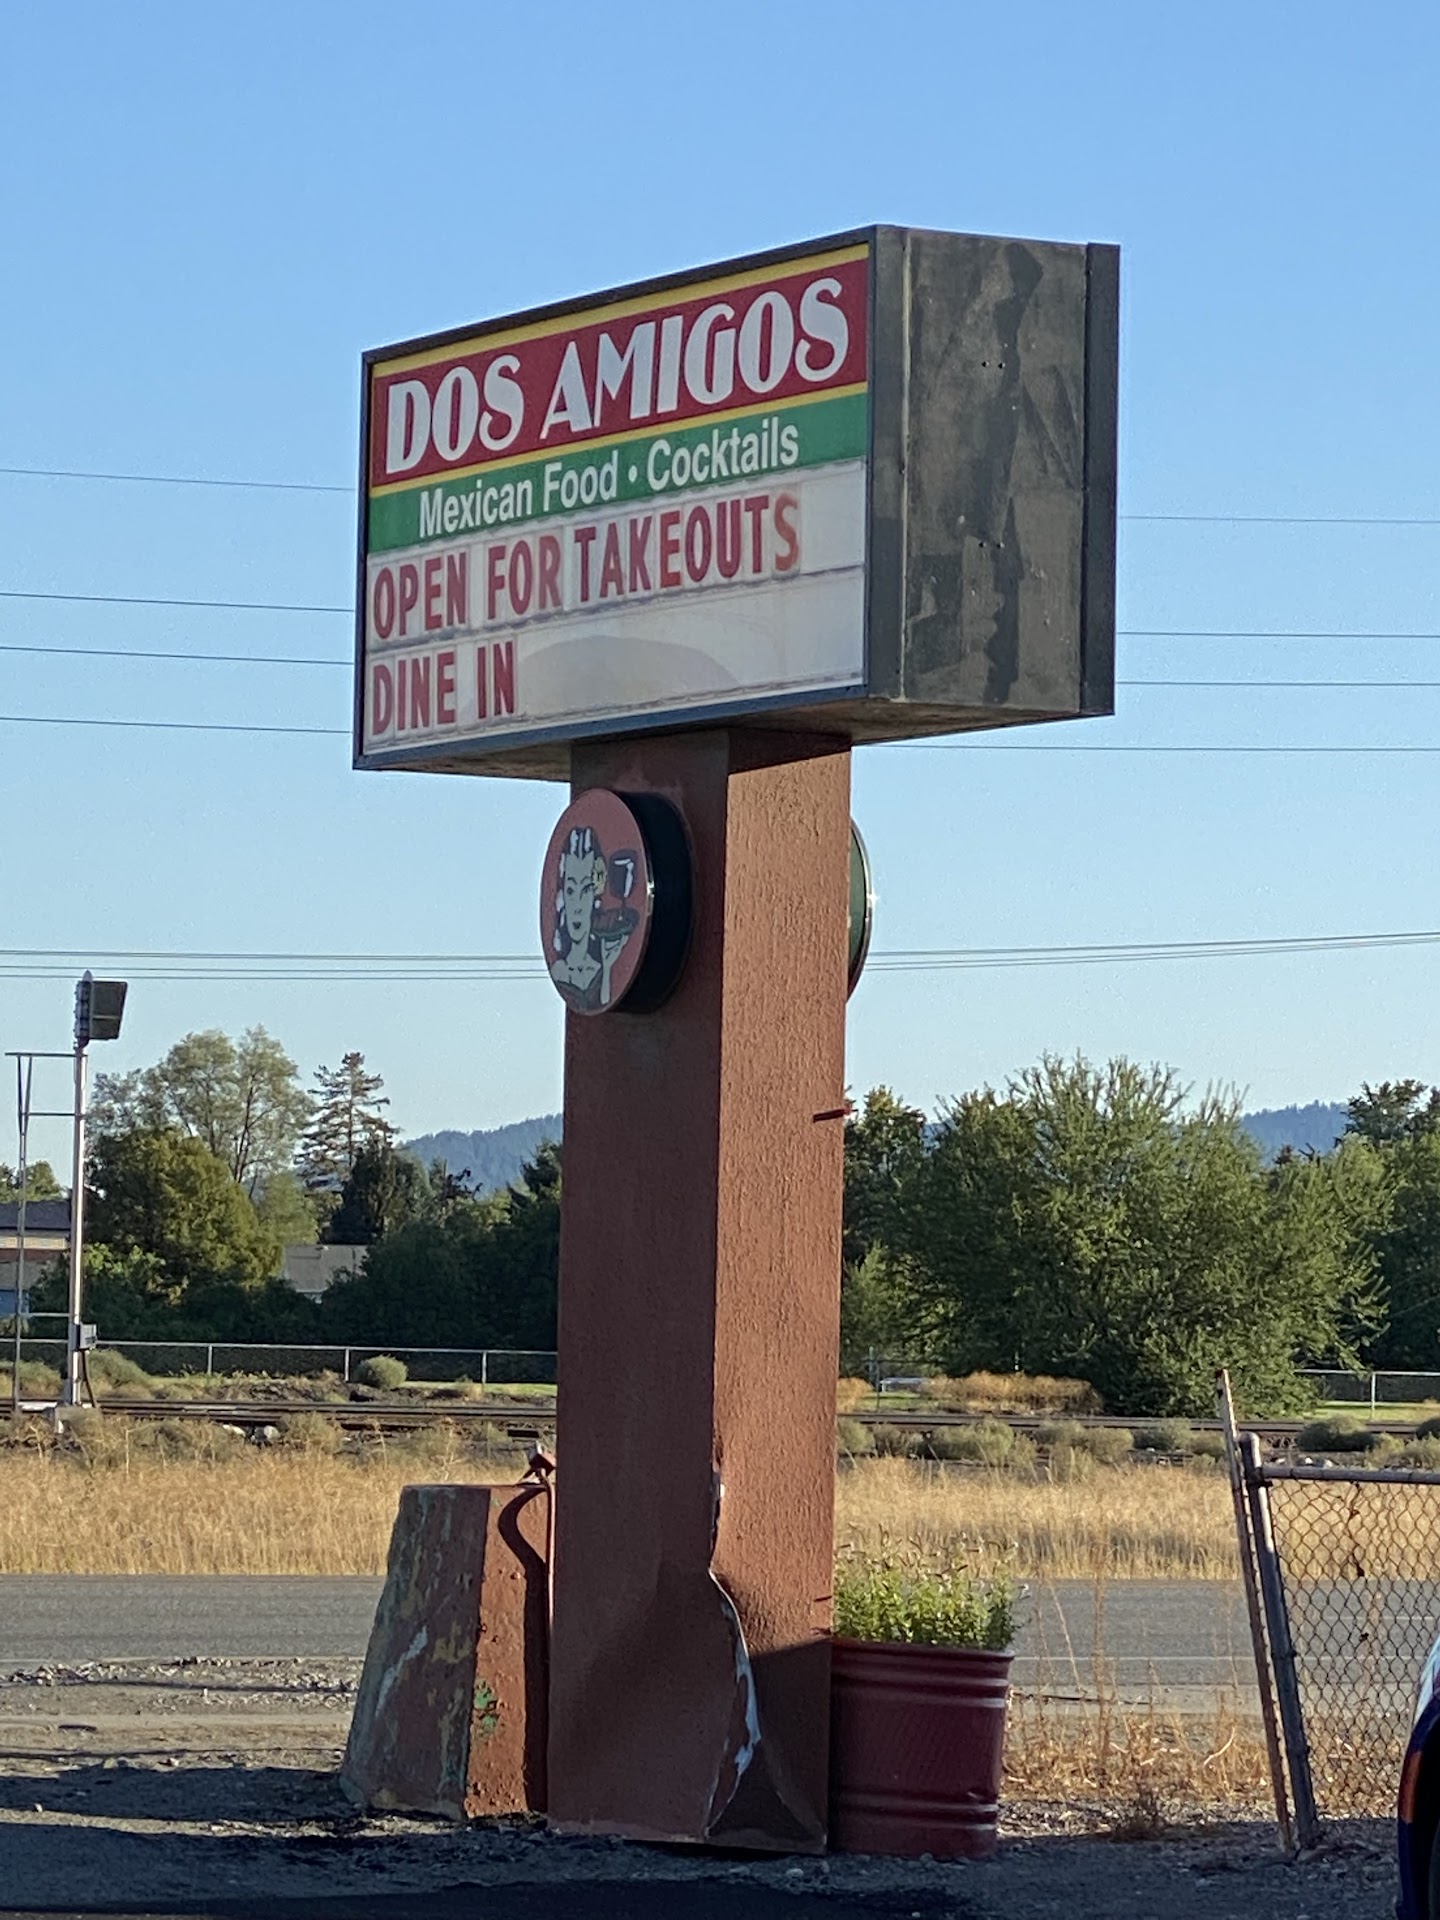 DOS AMIGOS
Mexican Food • Cocktails
OPEN FOR TAKEOUTS
DINE IN